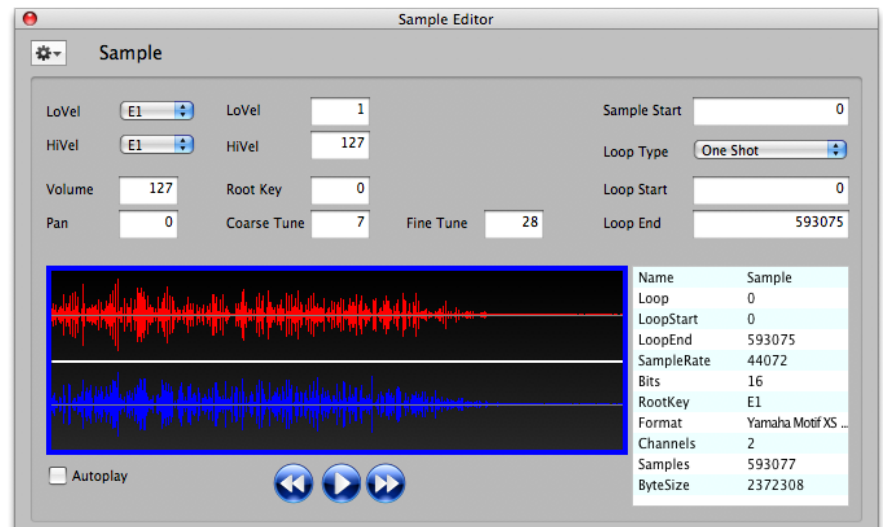 Sample Editor
Sample
LoVel E1 LoVel 1 Sample Start 0
HiVel E1 HiVel 127 Loop Type One Shot
Volume 127 Root Key 0 Loop Start 0
Pan 0 Coarse Tune 7 Fine Tune 28 Loop End 593075
Name Sample
Loop 0
LoopStart 0
LoopEnd 593075
SampleRate 44072
Bits 16
RootKey E1
Format Yamaha Motif XS ...
Channels 2
Samples 593077
ByteSize 2372308
Autoplay